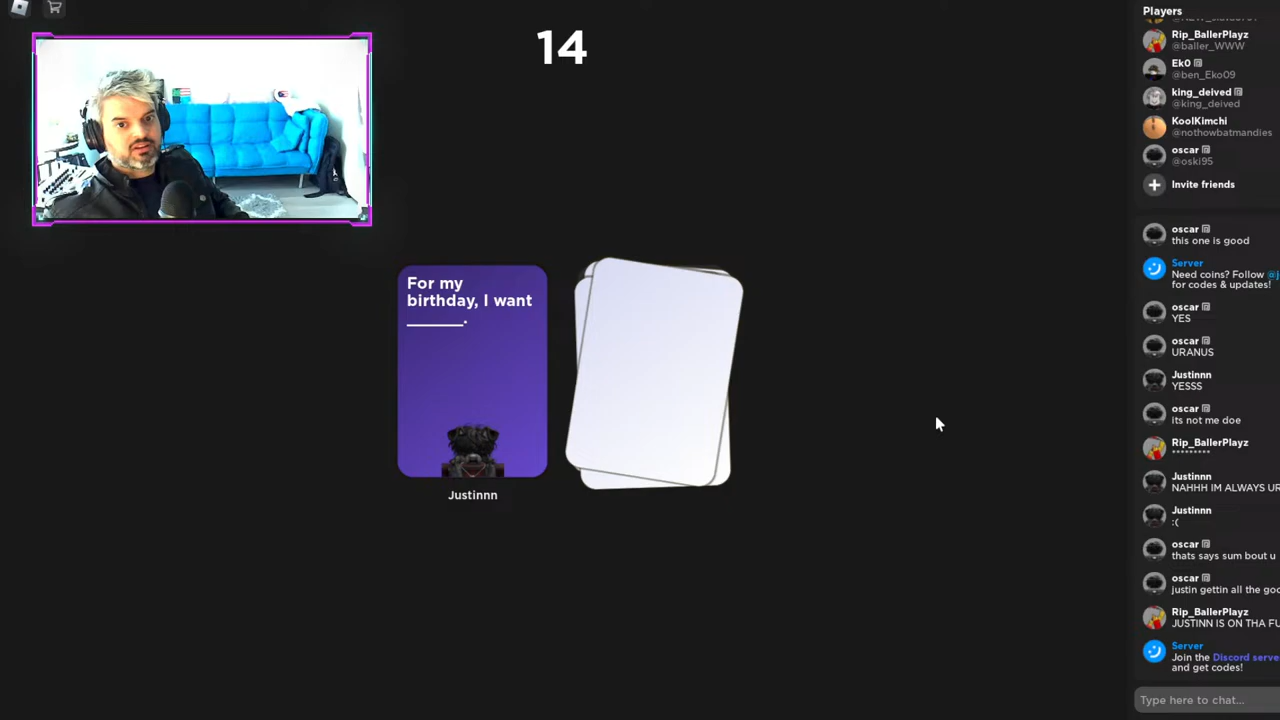 14
For my
birthday, I want
______.
Justinnn
Players
Rip_BallerPlayz
@baller_WWW
Ek0
@ben_Eko09
king_deived
@king_deived
KoolKimchi
@nothowbatmandies
oscar
@oski95
Invite friends
oscar
this one is good
Server
Need coins? Follow @j
for codes & updates!
oscar
YES
oscar
URANUS
Justinnn
YESSS
oscar
its not me doe
Rip_BallerPlayz
*********
Justinnn
NAHHH IM ALWAYS UR
Justinnn
:(
oscar
thats says sum bout u
oscar
justin gettin all the goo
Rip_BallerPlayz
JUSTINN IS ON THA FU
Server
Join the Discord serve
and get codes!
Type here to chat...